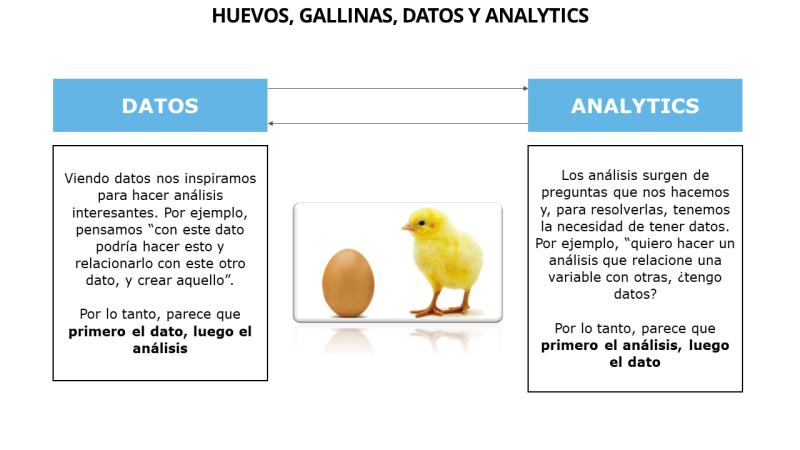 HUEVOS, GALLINAS, DATOS Y ANALYTICS
DATOS
Viendo datos nos inspiramos
para hacer análisis
interesantes. Por ejemplo,
pensamos “con este dato
podría hacer esto y
relacionarlo con este otro
dato, y crear aquello”.
Por lo tanto, parece que
primero el dato, luego el
análisis
ANALYTICS
Los análisis surgen de
preguntas que nos hacemos
y, para resolverlas, tenemos
la necesidad de tener datos.
Por ejemplo, “quiero hacer un
análisis que relacione una
variable con otras, ¿tengo
datos?
Por lo tanto, parece que
primero el análisis, luego
el dato